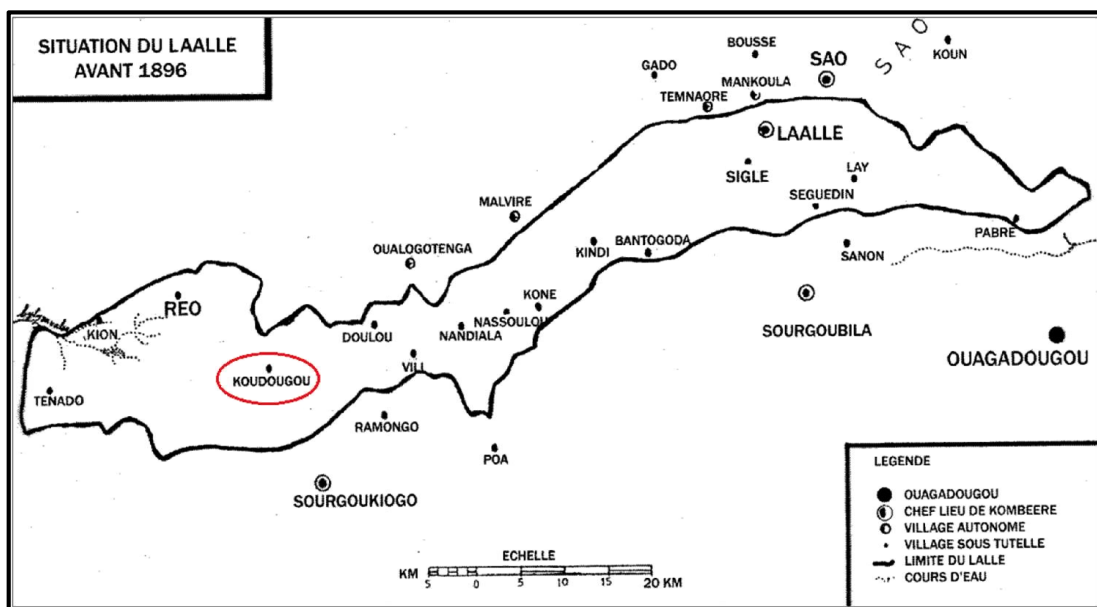 SITUATION DU LAALLE
AVANT 1896
BOUSSE
SAO
SAO
KOUN
GADO
MANKOULA
TEMNAORE
LAALLE
SIGLE
LAY
SEGUEDIN
MALVIRE
PABRE
KINDI
BANTOGODA
SANON
OUALOGOTENGA
REO
KION
KONE
NASSOULOU
DOULOU
NANDIALA
SOURGOUBILA
VILL
OUAGADOUGOU
KOUDOUGOU
TENADO
RAMONGO
POA
SOURGOUKIOGO
LEGENDE
OUAGADOUGOU
CHEF LIEU DE KOMBEERE
VILLAGE AUTONOME
VILLAGE SOUS TUTELLE
LIMITE DU LALLE
COURS D'EAU
ECHELLE
KM
5 0 5 10 15 20 KM